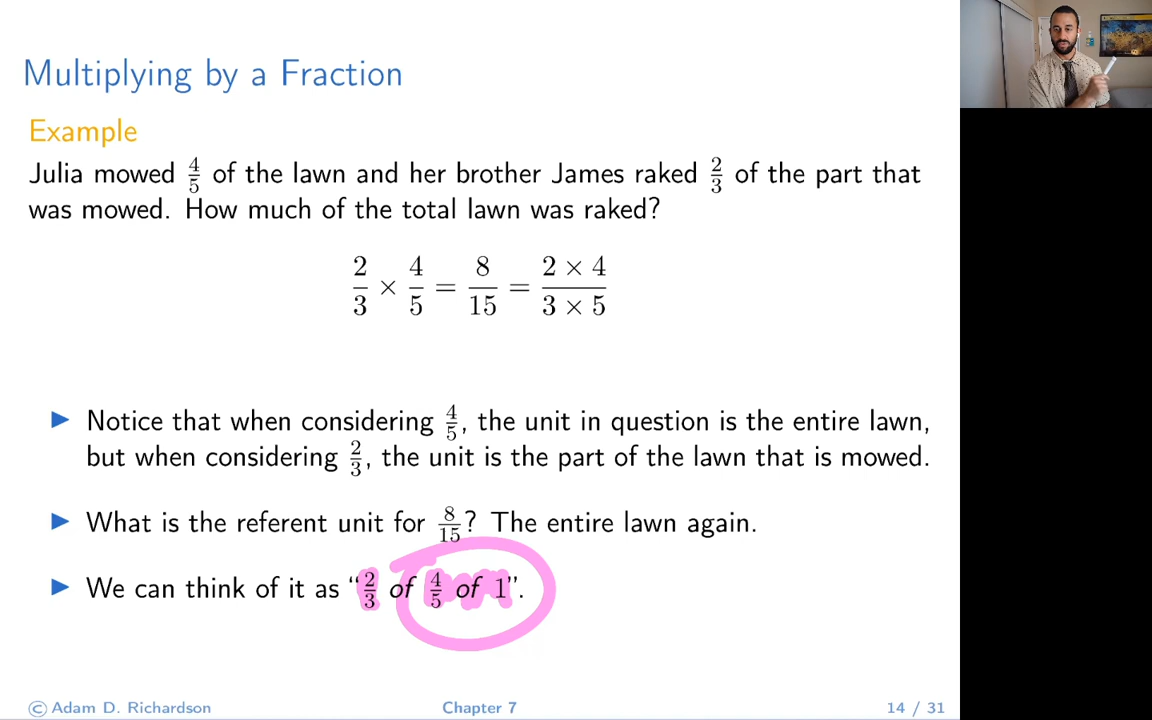 Multiplying by a Fraction
Example
Julia mowed 4/5 of the lawn and her brother James raked 2/3 of the part that
was mowed. How much of the total lawn was raked?
2/3 × 4/5 = 8/15 = 2 × 4/3 × 5
▶ Notice that when considering 4/5, the unit in question is the entire lawn,
but when considering 2/3, the unit is the part of the lawn that is mowed.
▶ What is the referent unit for 8/15? The entire lawn again.
▶ We can think of it as “2/3 of 4/5 of 1”.
© Adam D. Richardson Chapter 7 14 / 31